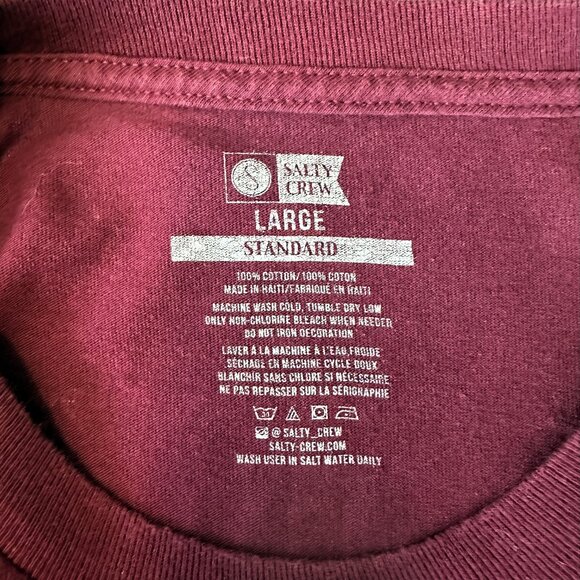 S
SALTY
CREW
LARGE
STANDARD
100% COTTON/100% COTON
MADE IN HAITI/FABRIQUE EN HAITI
MACHINE WASH COLD, TUMBLE DRY LOW
ONLY NON-CHLORINE BLEACH WHEN NEEDED
DO NOT IRON DECORATION
LAVER À LA MACHINE À L'EAU FROIDE
SÉCHAGE EN MACHINE CYCLE DOUX
BLANCHIR SANS CHLORE SI NÉCESSAIRE
NE PAS REPASSER SUR LA SÉRIGRAPHIE
@ SALTY_CREW
SALTY-CREW.COM
WASH USER IN SALT WATER DAILY